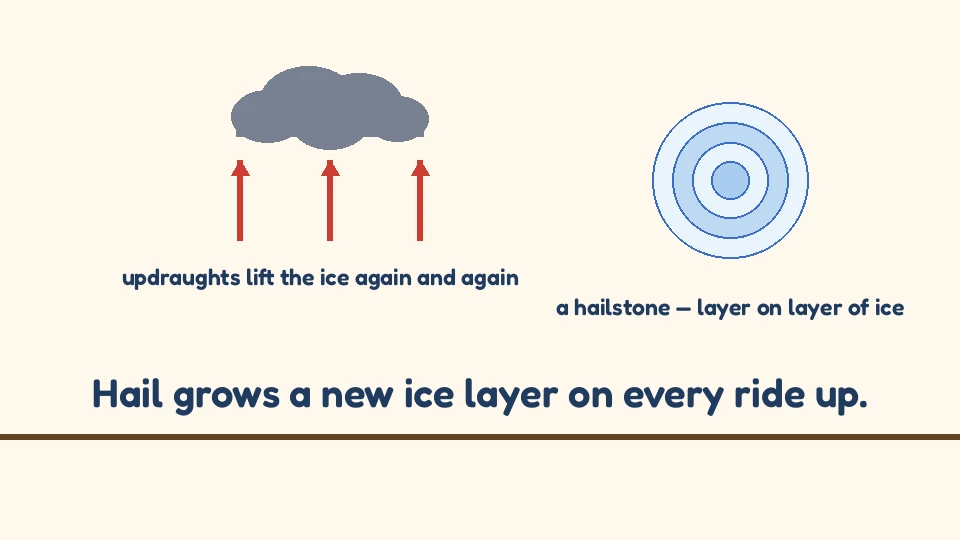 updraughts lift the ice again and again
a hailstone — layer on layer of ice
Hail grows a new ice layer on every ride up.